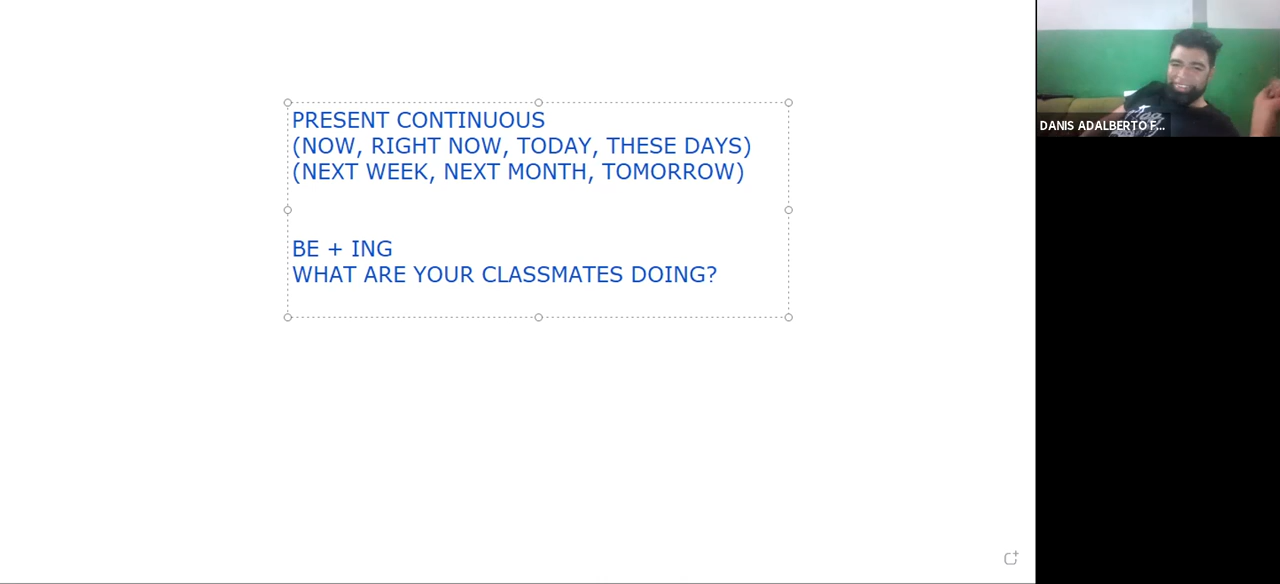 PRESENT CONTINUOUS
(NOW, RIGHT NOW, TODAY, THESE DAYS)
(NEXT WEEK, NEXT MONTH, TOMORROW)
BE + ING
WHAT ARE YOUR CLASSMATES DOING?
DANIS ADALBERTO F...